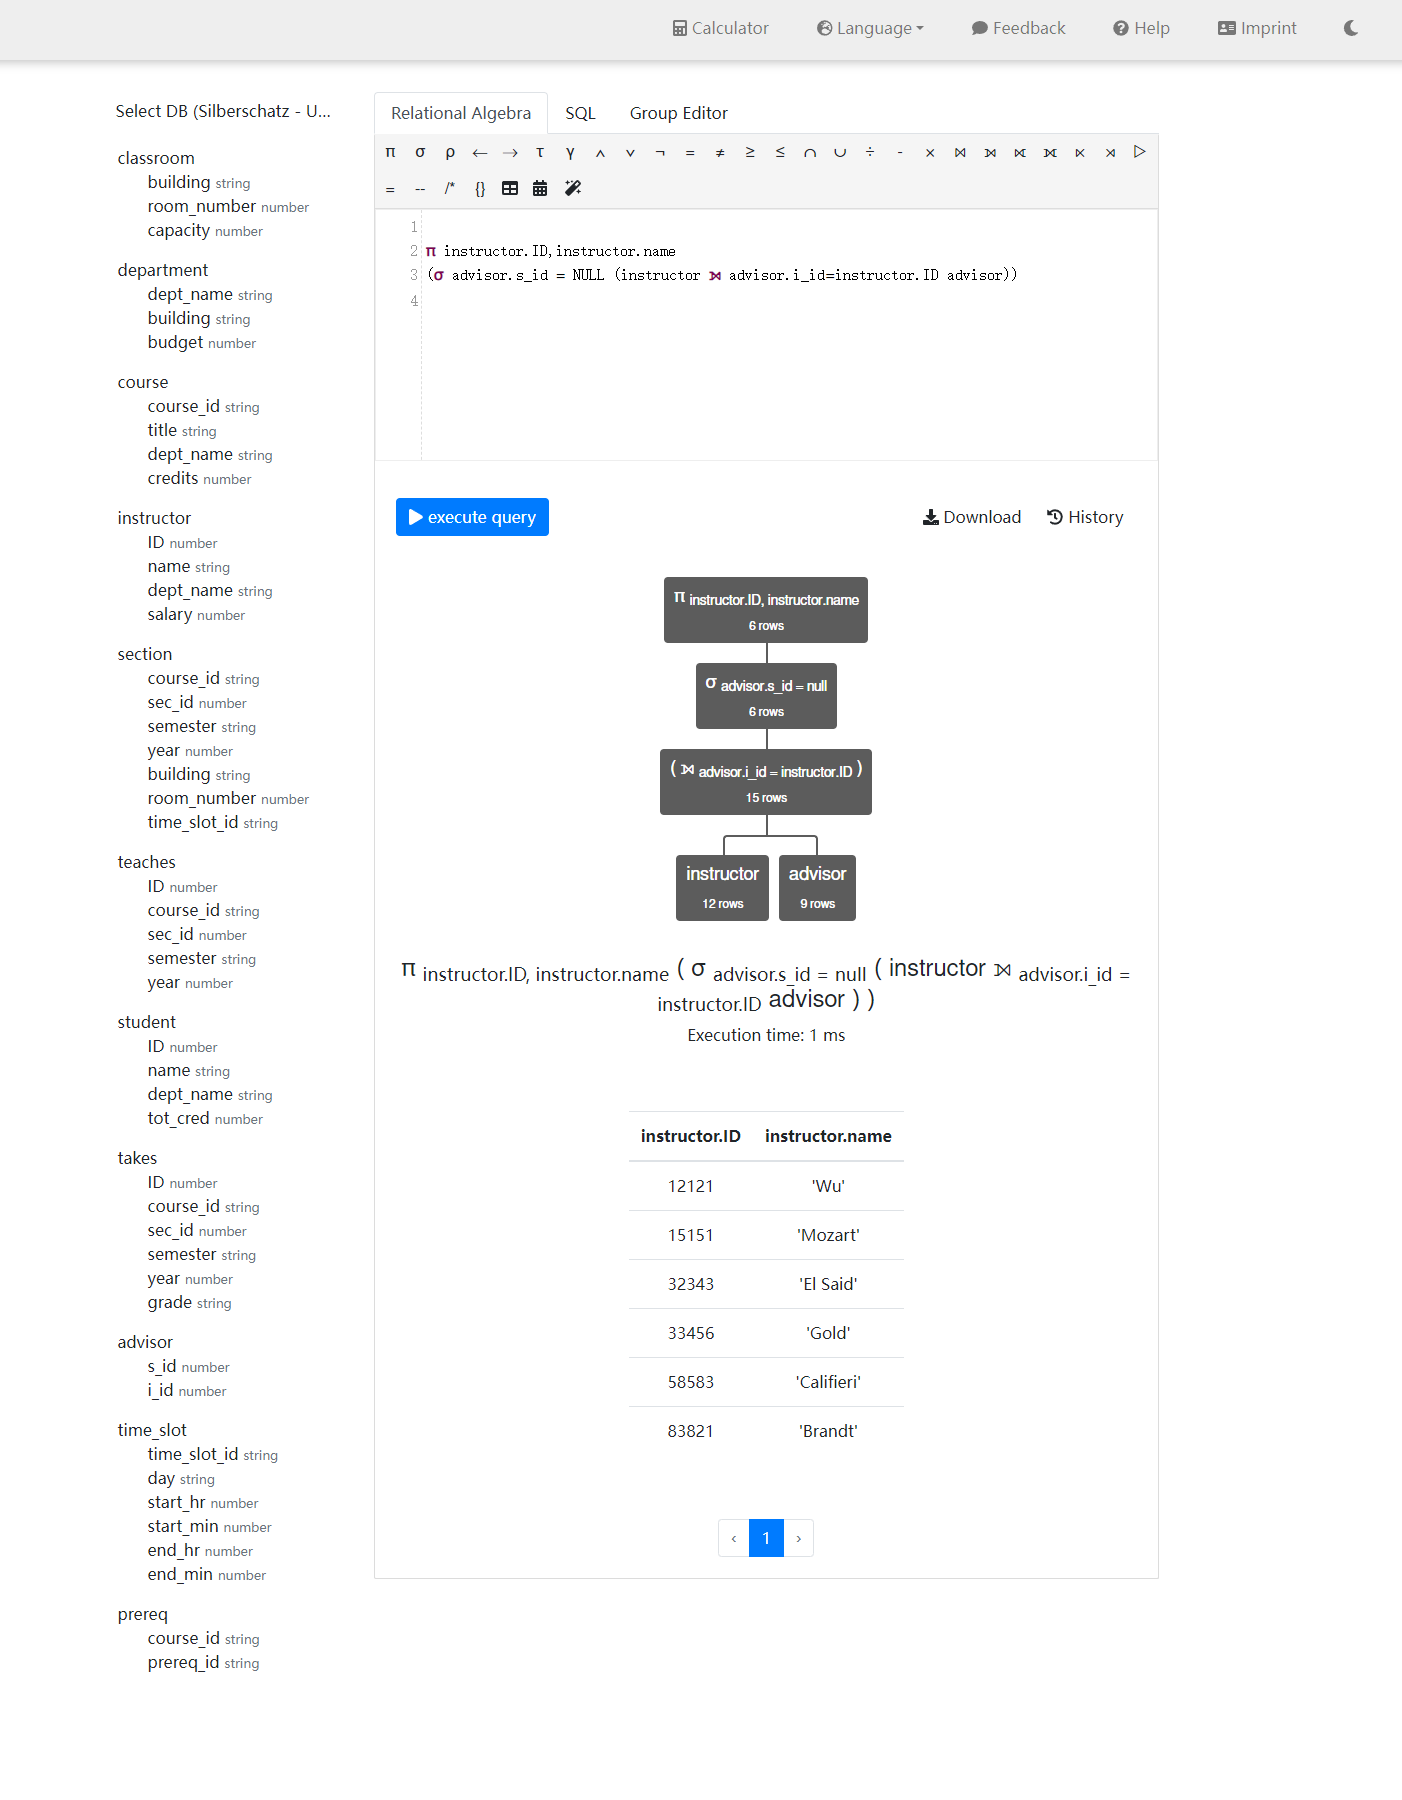 Calculator Language Feedback Help Imprint
Select DB (Silberschatz - U...
classroom
building string
room_number number
capacity number
department
dept_name string
building string
budget number
course
course_id string
title string
dept_name string
credits number
instructor
ID number
name string
dept_name string
salary number
section
course_id string
sec_id number
semester string
year number
building string
room_number number
time_slot_id string
teaches
ID number
course_id string
sec_id number
semester string
year number
student
ID number
name string
dept_name string
tot_cred number
takes
ID number
course_id string
sec_id number
semester string
year number
grade string
advisor
s_id number
i_id number
time_slot
time_slot_id string
day string
start_hr number
start_min number
end_hr number
end_min number
prereq
course_id string
prereq_id string
Relational Algebra SQL Group Editor
π σ ρ ← → τ γ ∧ ∨ ¬ = ≠ ≥ ≤ ∩ ∪ ÷ - × ⋈ ⟕ ⟖ ⟗ ⋉ ⋊ ▷
= -- /* {}
1
2 π instructor.ID,instructor.name
3 (σ advisor.s_id = NULL (instructor ⟕ advisor.i_id=instructor.ID advisor))
4
execute query Download History
π instructor.ID, instructor.name
6 rows
σ advisor.s_id = null
6 rows
( ⟕ advisor.i_id = instructor.ID )
15 rows
instructor advisor
12 rows 9 rows
π instructor.ID, instructor.name ( σ advisor.s_id = null ( instructor ⟕ advisor.i_id =
instructor.ID advisor ) )
Execution time: 1 ms
instructor.ID instructor.name
12121 'Wu'
15151 'Mozart'
32343 'El Said'
33456 'Gold'
58583 'Califieri'
83821 'Brandt'
‹ 1 ›